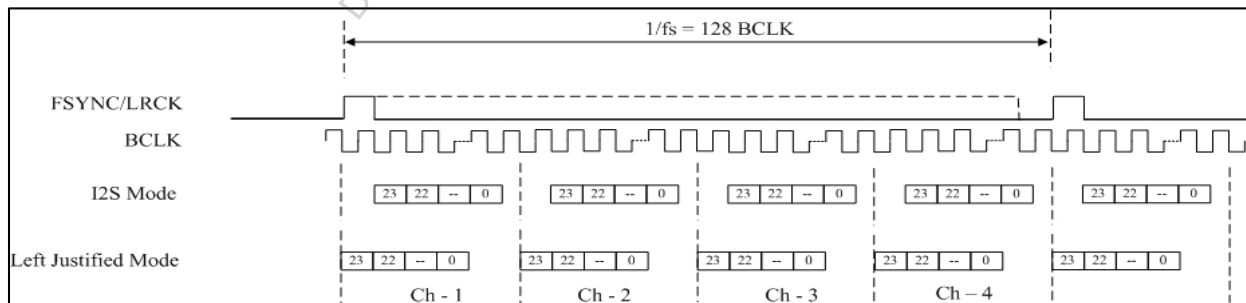 1/fs = 128 BCLK
FSYNC/LRCK
BCLK
I2S Mode 23 22 -- 0 23 22 -- 0 23 22 -- 0 23 22 -- 0 23 22 -- 0
Left Justified Mode 23 22 -- 0 23 22 -- 0 23 22 -- 0 23 22 -- 0 23 22 -- 0
Ch - 1 Ch - 2 Ch - 3 Ch – 4